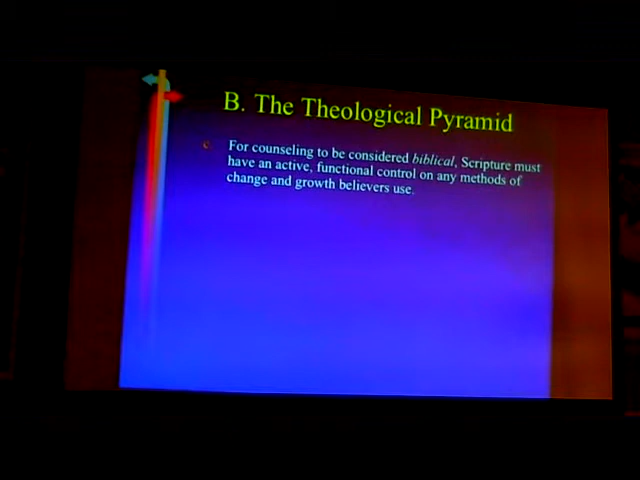 B. The Theological Pyramid
For counseling to be considered biblical, Scripture must
have an active, functional control on any methods of
change and growth believers use.